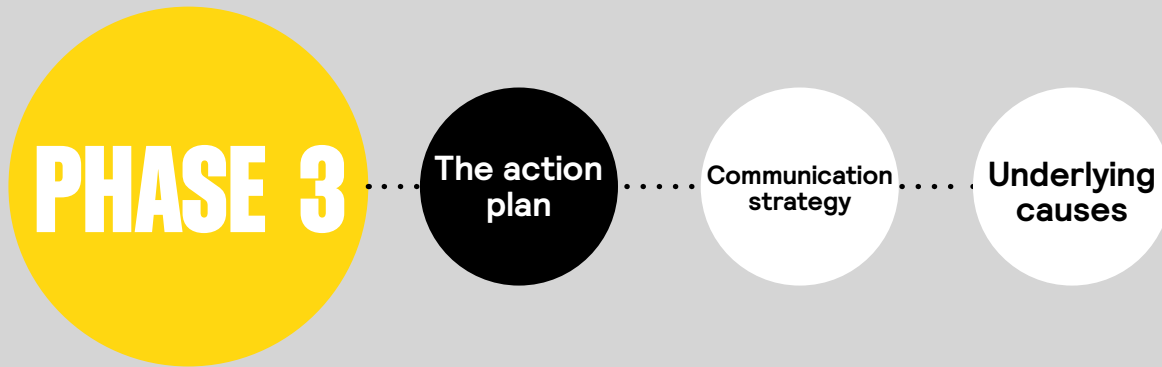 PHASE 3
The action
plan
Communication
strategy
Underlying
causes